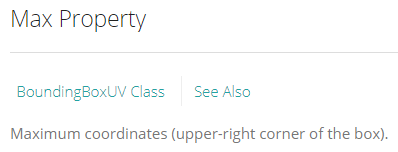 Max Property
BoundingBoxUV Class See Also
Maximum coordinates (upper-right corner of the box).